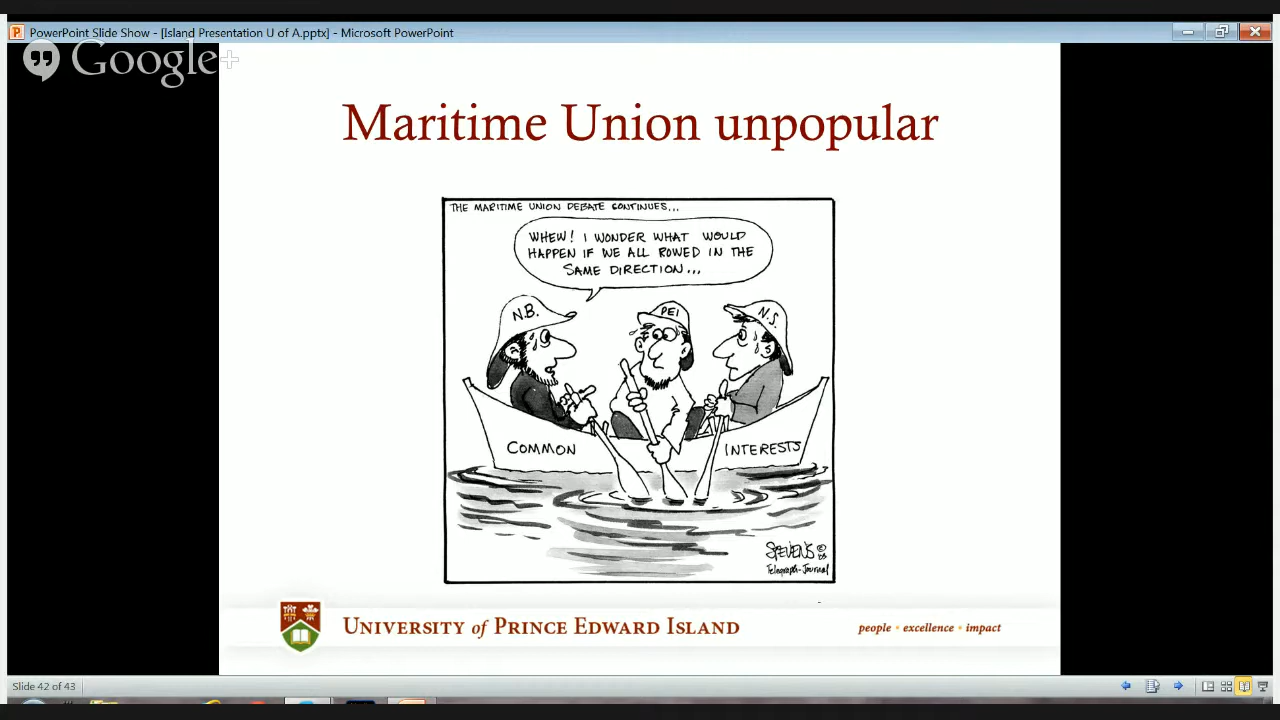 PowerPoint Slide Show - [Island Presentation U of A.pptx] - Microsoft PowerPoint
Google+
Maritime Union unpopular
THE MARITIME UNION DEBATE CONTINUES...
WHEW! I WONDER WHAT WOULD
HAPPEN IF WE ALL ROWED IN THE
SAME DIRECTION...
N.B.
PEI
N.S.
COMMON
INTERESTS
STEVENS ©
Telegraph-Journal
UNIVERSITY of PRINCE EDWARD ISLAND
people • excellence • impact
Slide 42 of 43